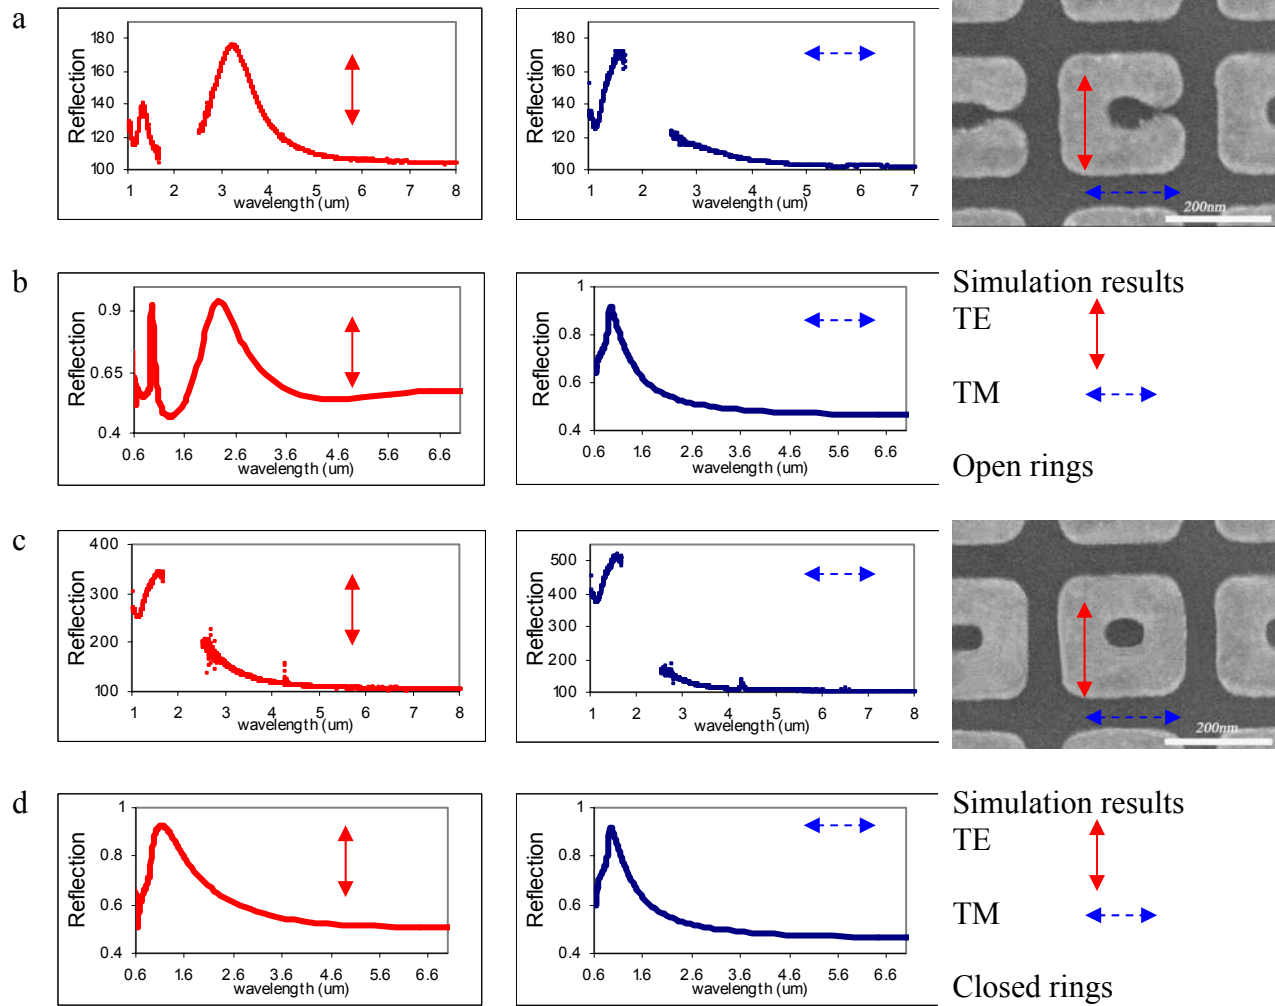 a
Reflection
180
160
140
120
100
1 2 3 4 5 6 7 8
wavelength (um)
Reflection
180
160
140
120
100
1 2 3 4 5 6 7
wavelength (um)
200nm
b
Reflection
0.9
0.65
0.4
0.6 1.6 2.6 3.6 4.6 5.6 6.6
wavelength (um)
Reflection
1
0.8
0.6
0.4
0.6 1.6 2.6 3.6 4.6 5.6 6.6
wavelength (um)
Simulation results
TE
TM
Open rings
c
Reflection
400
300
200
100
1 2 3 4 5 6 7 8
wavelength (um)
Reflection
500
400
300
200
100
1 2 3 4 5 6 7 8
wavelength (um)
200nm
d
Reflection
1
0.8
0.6
0.4
0.6 1.6 2.6 3.6 4.6 5.6 6.6
wavelength (um)
Reflection
1
0.8
0.6
0.4
0.6 1.6 2.6 3.6 4.6 5.6 6.6
wavelength (um)
Simulation results
TE
TM
Closed rings